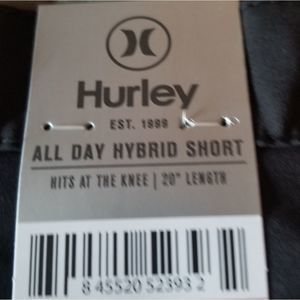 Hurley
EST. 1999
ALL DAY HYBRID SHORT
HITS AT THE KNEE | 20" LENGTH
8 45520 52393 2